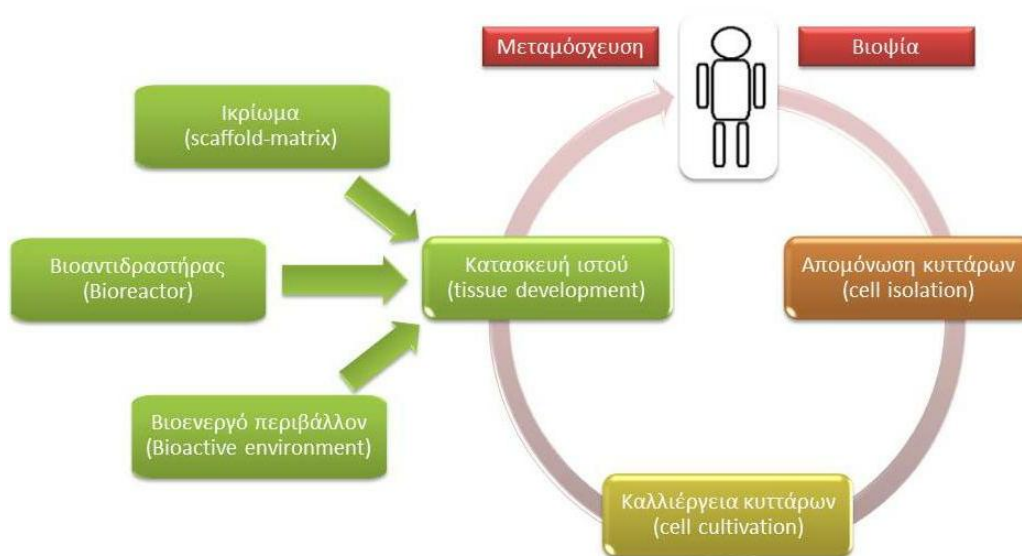 Μεταμόσχευση
Βιοψία
Ικρίωμα
(scaffold-matrix)
Βιοαντιδραστήρας
(Bioreactor)
Κατασκευή ιστού
(tissue development)
Απομόνωση κυττάρων
(cell isolation)
Βιοενεργό περιβάλλον
(Bioactive environment)
Καλλιέργεια κυττάρων
(cell cultivation)